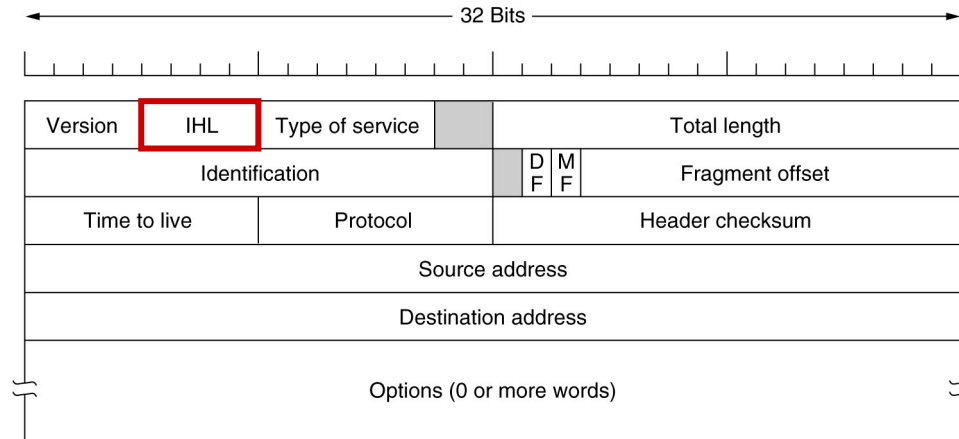 32 Bits
Version IHL Type of service Total length
Identification D F M F Fragment offset
Time to live Protocol Header checksum
Source address
Destination address
Options (0 or more words)